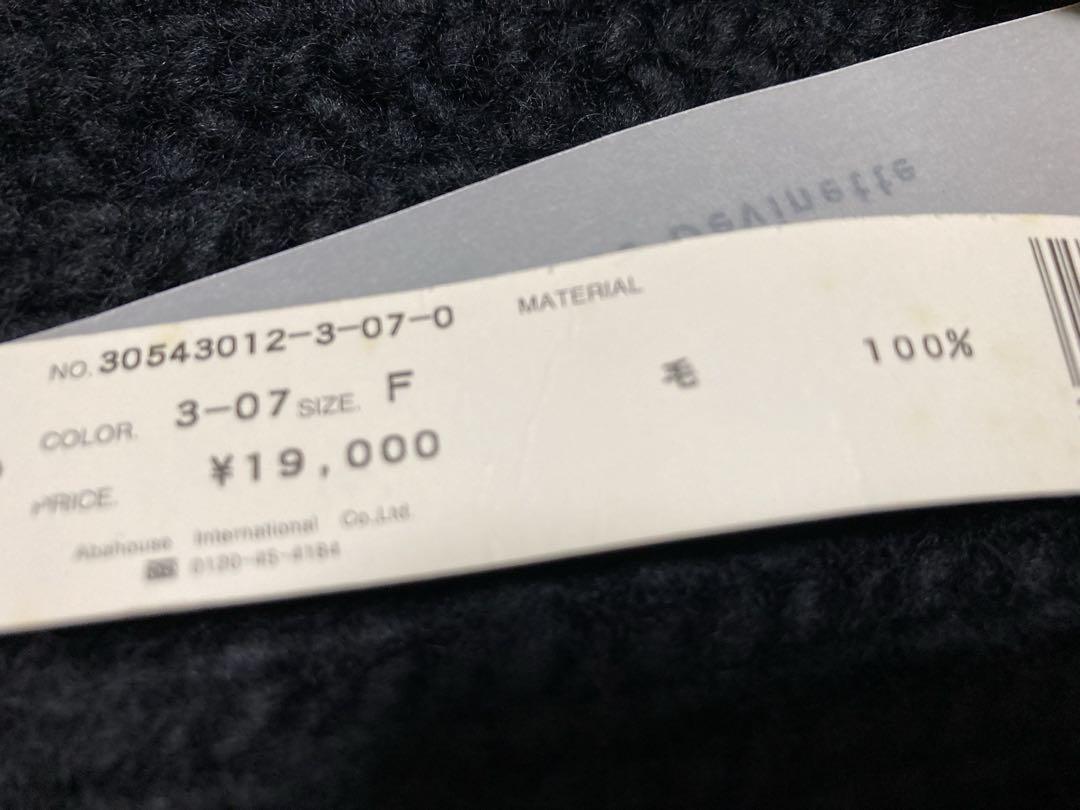 Devinette
NO. 30543012-3-07-0
MATERIAL
COLOR. 3-07 SIZE. F
毛 100%
PRICE. ¥19,000
Abahouse International Co.,Ltd.
0120-45-4184